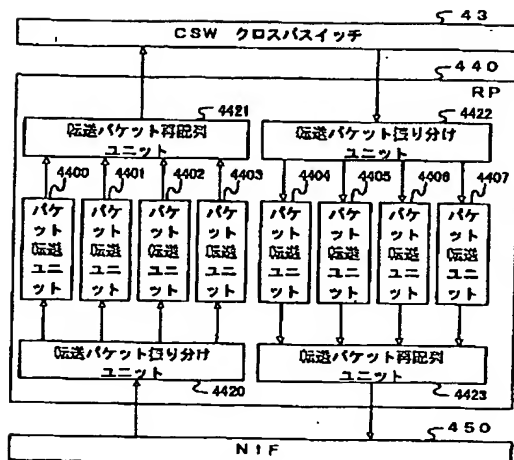 43
CSW クロスバスイッチ
440
RP
4421
転送パケット再配列
ユニット
4422
転送パケット振り分け
ユニット
4400
4401
4402
4403
4404
4405
4406
4407
パケット転送ユニット
パケット転送ユニット
パケット転送ユニット
パケット転送ユニット
パケット転送ユニット
パケット転送ユニット
パケット転送ユニット
パケット転送ユニット
転送パケット振り分け
ユニット
4420
転送パケット再配列
ユニット
4423
450
NIF